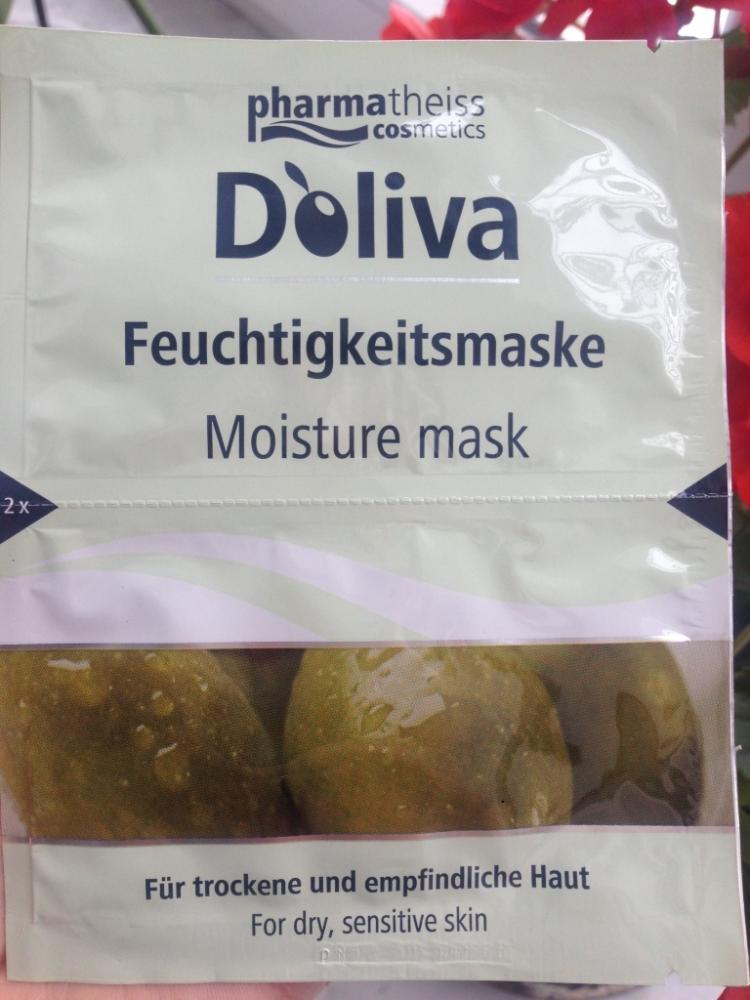 pharmatheiss
cosmetics
D'oliva
Feuchtigkeitsmaske
Moisture mask
2 x
Für trockene und empfindliche Haut
For dry, sensitive skin